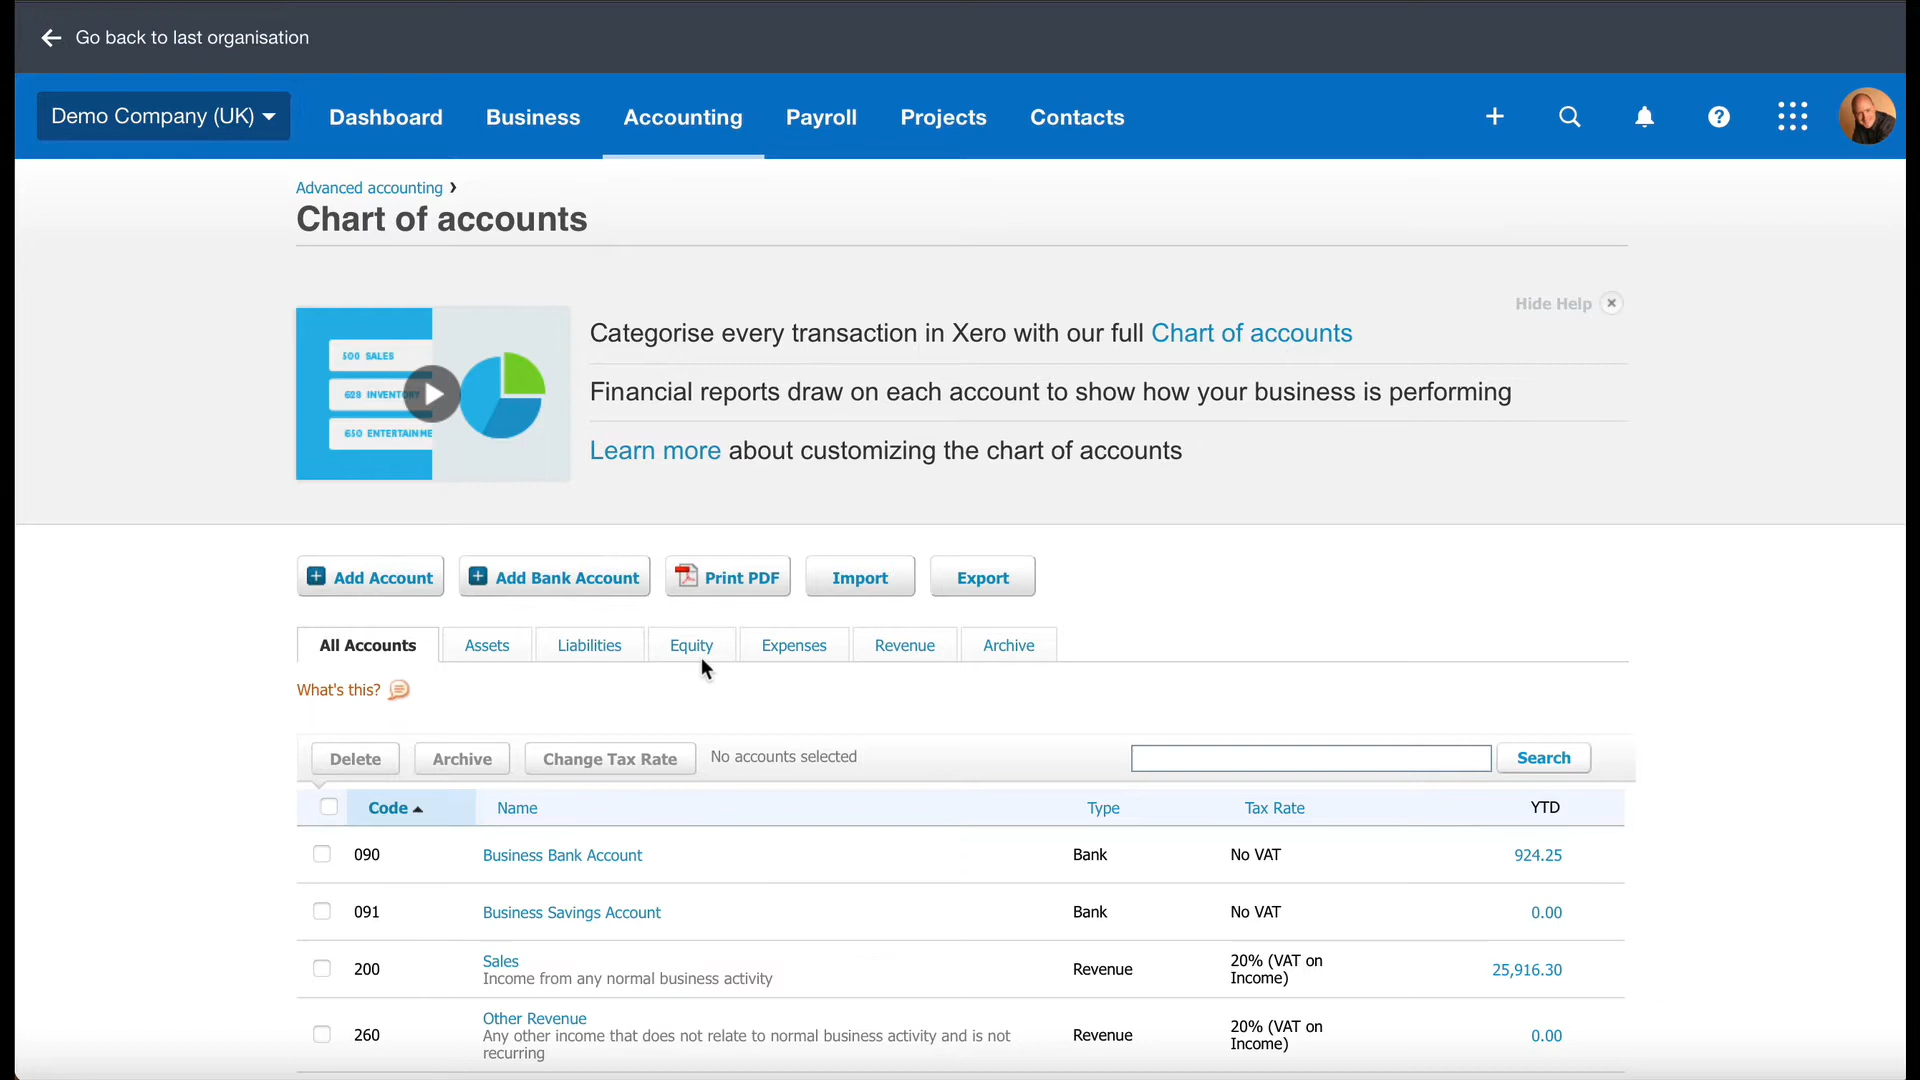 Go back to last organisation
Demo Company (UK)
Dashboard
Business
Accounting
Payroll
Projects
Contacts
Advanced accounting ›
Chart of accounts
Hide Help
500 SALES
628 INVENTORY
650 ENTERTAINME
Categorise every transaction in Xero with our full Chart of accounts
Financial reports draw on each account to show how your business is performing
Learn more about customizing the chart of accounts
Add Account
Add Bank Account
Print PDF
Import
Export
All Accounts
Assets
Liabilities
Equity
Expenses
Revenue
Archive
What's this?
Delete
Archive
Change Tax Rate
No accounts selected
Search
Code Name Type Tax Rate YTD
090 Business Bank Account Bank No VAT 924.25
091 Business Savings Account Bank No VAT 0.00
200 Sales Revenue 20% (VAT on 25,916.30
Income from any normal business activity Income)
260 Other Revenue Revenue 20% (VAT on 0.00
Any other income that does not relate to normal business activity and is not Income)
recurring